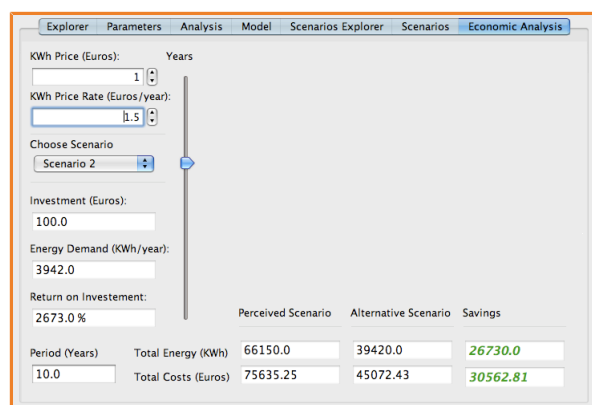 Explorer Parameters Analysis Model Scenarios Explorer Scenarios Economic Analysis
KWh Price (Euros): Years
1
KWh Price Rate (Euros/year):
1.5
Choose Scenario
Scenario 2
Investment (Euros):
100.0
Energy Demand (KWh/year):
3942.0
Return on Investement:
2673.0 %
Perceived Scenario Alternative Scenario Savings
Period (Years) Total Energy (KWh) 66150.0 39420.0 26730.0
10.0 Total Costs (Euros) 75635.25 45072.43 30562.81